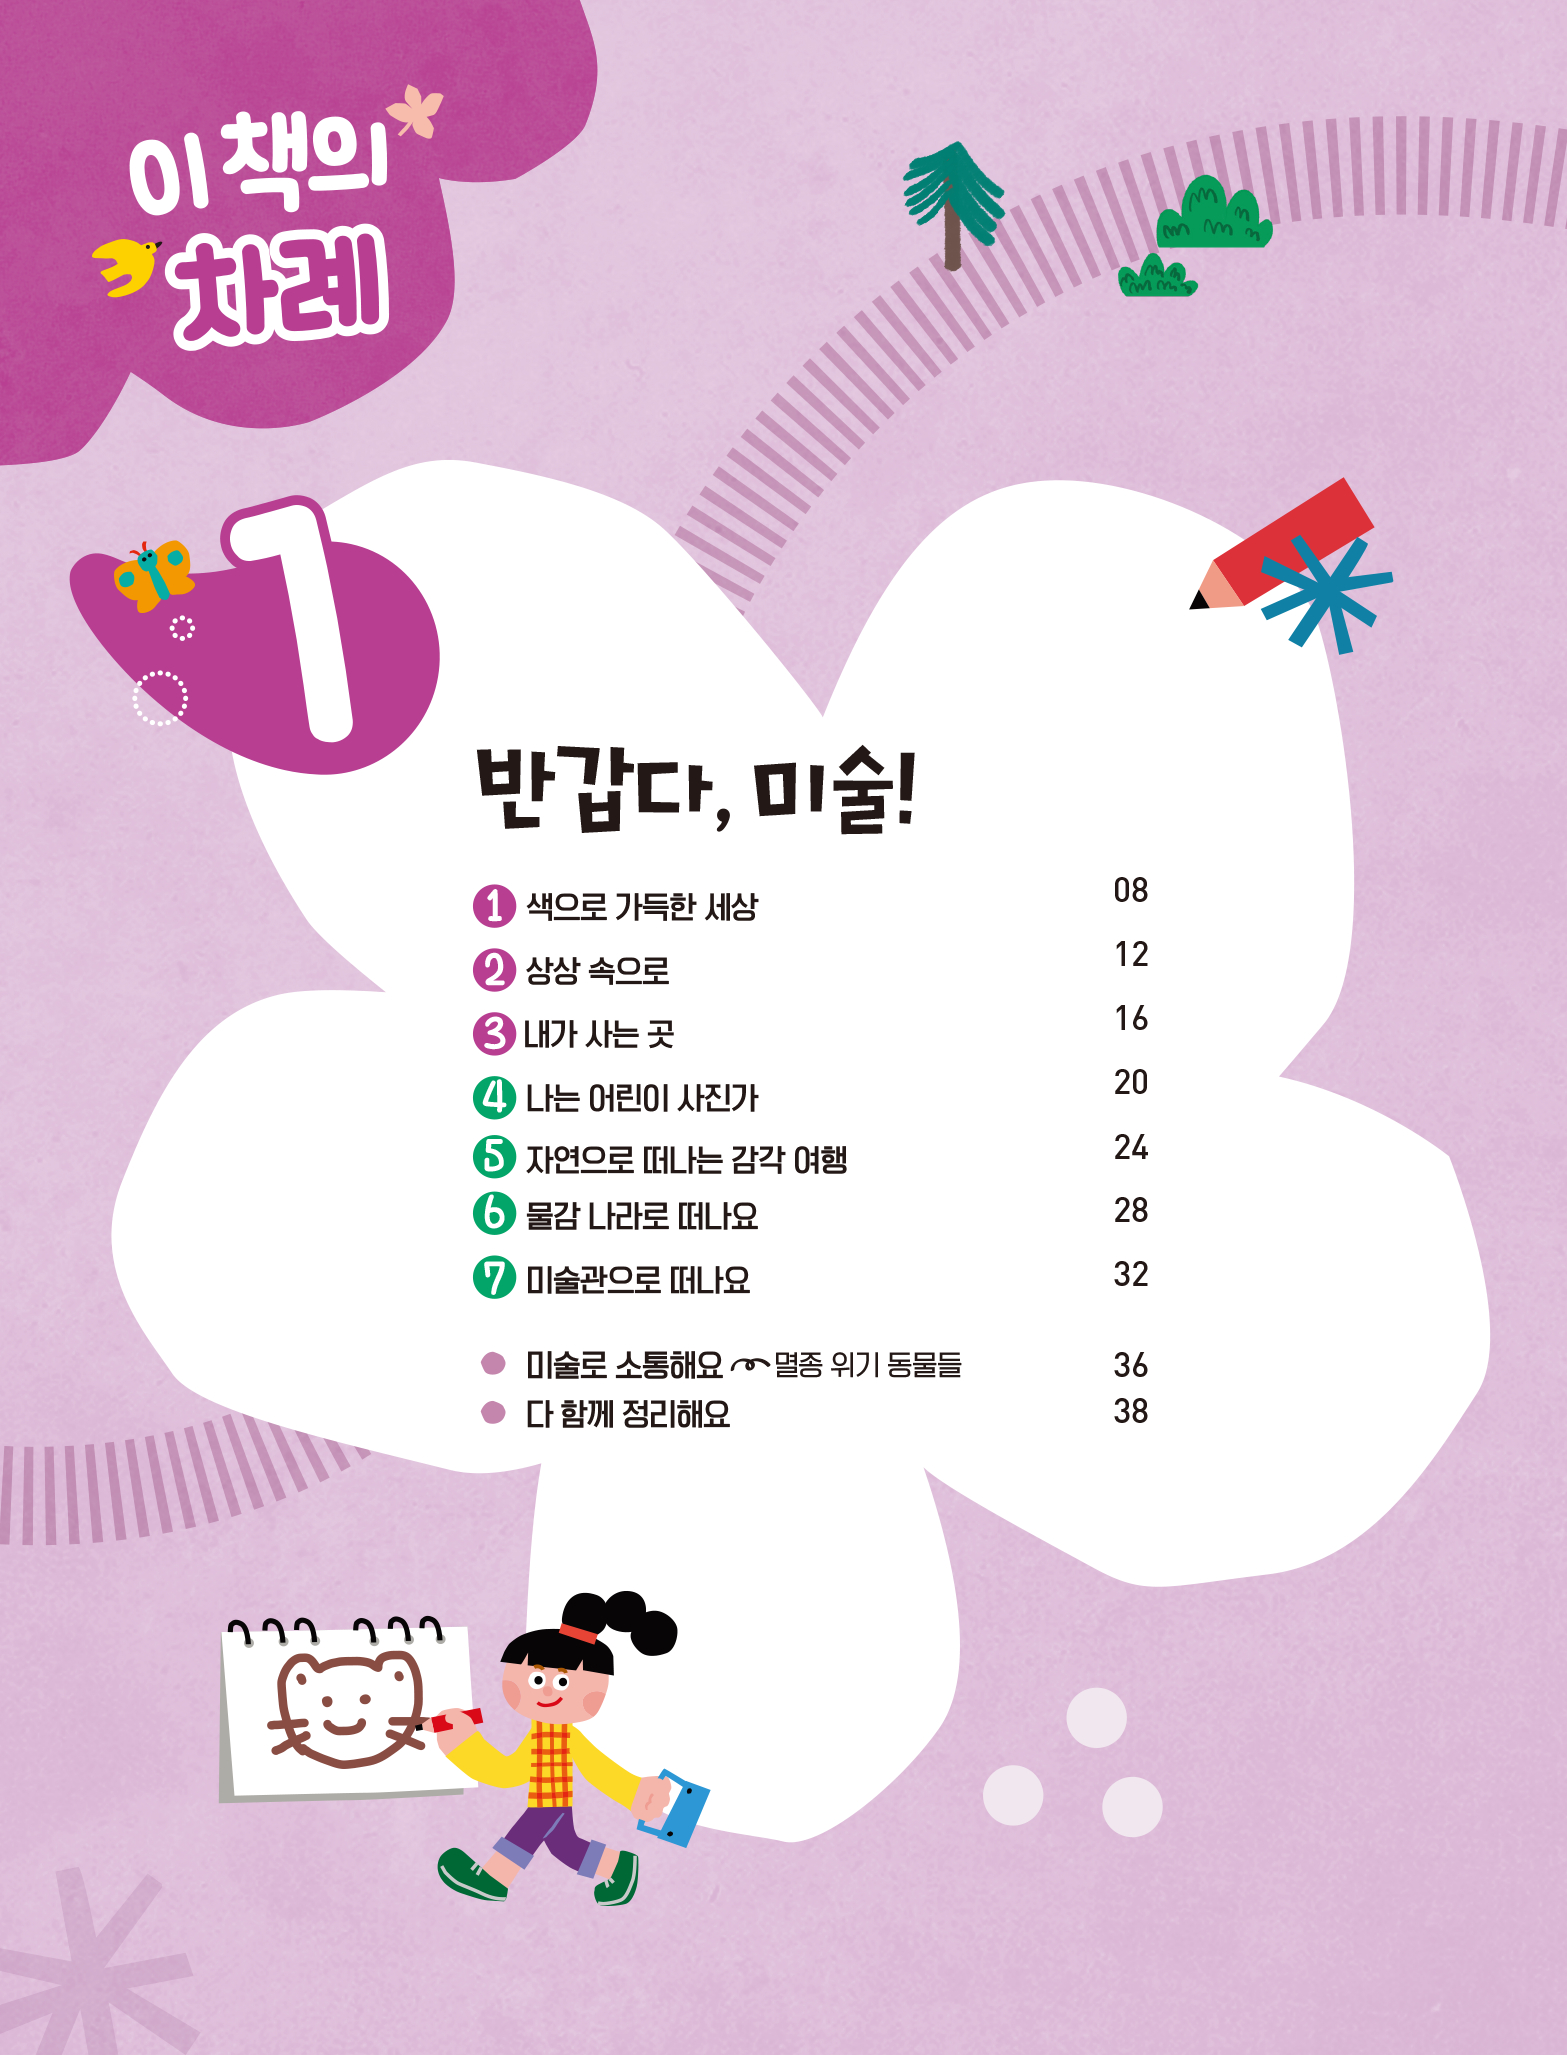 이 책의
차례
1
반갑다, 미술!
1 색으로 가득한 세상 08
2 상상 속으로 12
3 내가 사는 곳 16
4 나는 어린이 사진가 20
5 자연으로 떠나는 감각 여행 24
6 물감 나라로 떠나요 28
7 미술관으로 떠나요 32
미술로 소통해요 멸종 위기 동물들 36
다 함께 정리해요 38